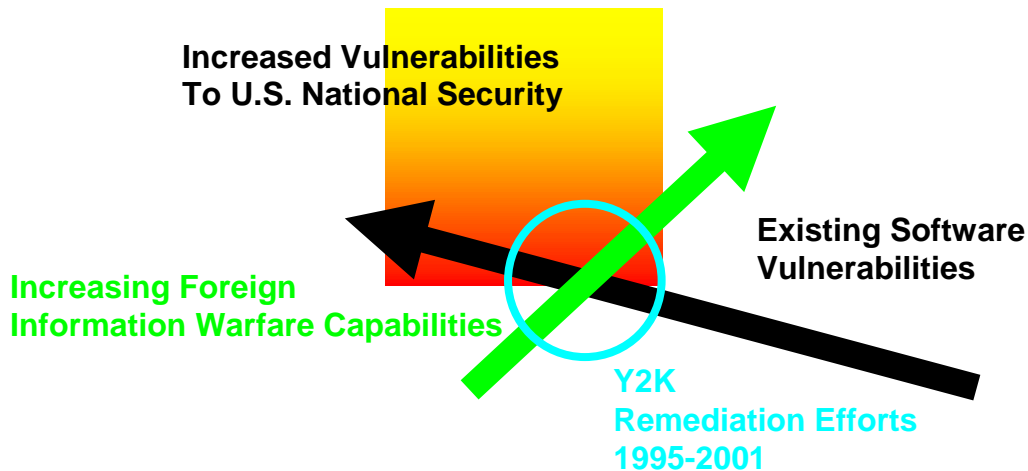 Increased Vulnerabilities
To U.S. National Security
Existing Software
Vulnerabilities
Increasing Foreign
Information Warfare Capabilities
Y2K
Remediation Efforts
1995-2001